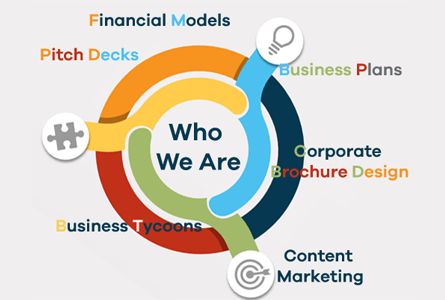 Financial Models
Pitch Decks
Business Plans
Who
We Are
Corporate
Brochure Design
Business Tycoons
Content
Marketing